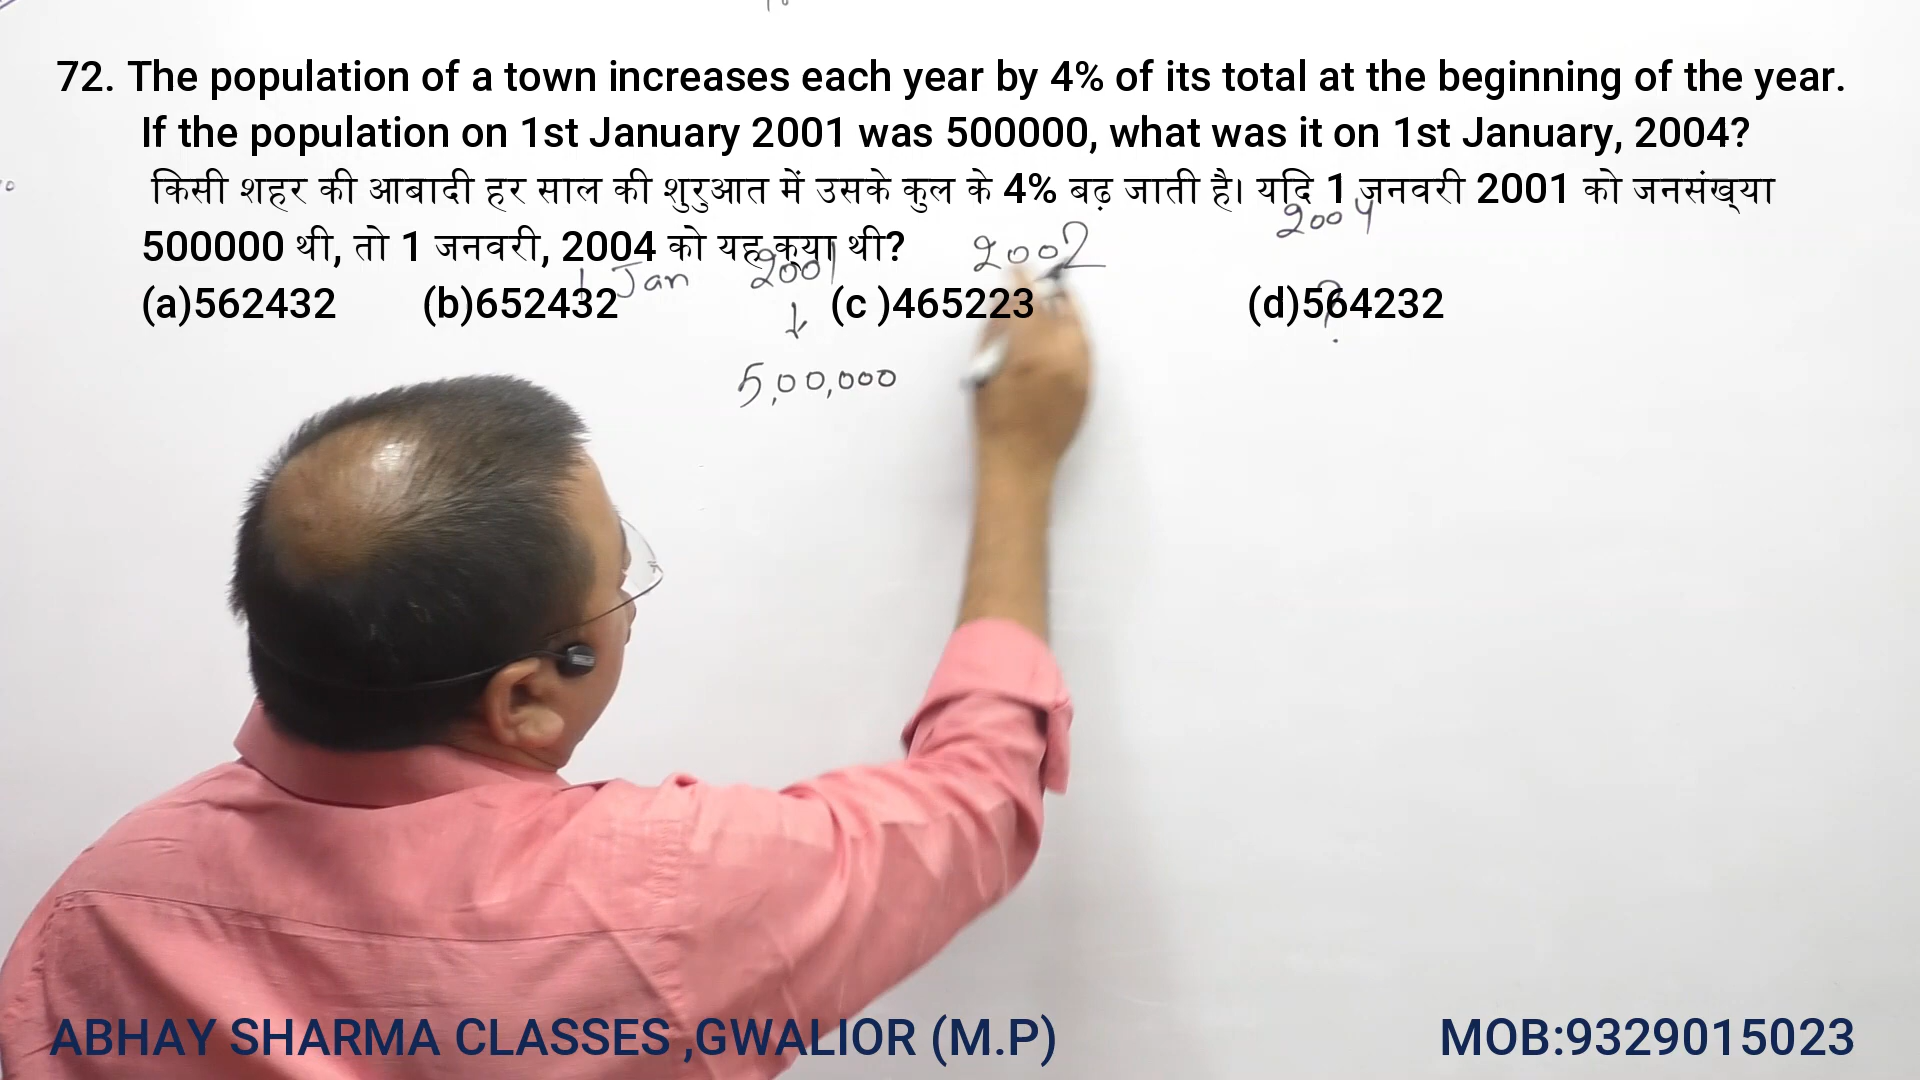 72. The population of a town increases each year by 4% of its total at the beginning of the year.
If the population on 1st January 2001 was 500000, what was it on 1st January, 2004?
किसी शहर की आबादी हर साल की शुरुआत में उसके कुल के 4% बढ़ जाती है। यदि 1 जनवरी 2001 को जनसंख्या
2004
500000 थी, तो 1 जनवरी, 2004 को यह क्या थी?
1 Jan 2001 2002
(a)562432 (b)652432 (c )465223 (d)564232
?
5,00,000
ABHAY SHARMA CLASSES ,GWALIOR (M.P) MOB:9329015023